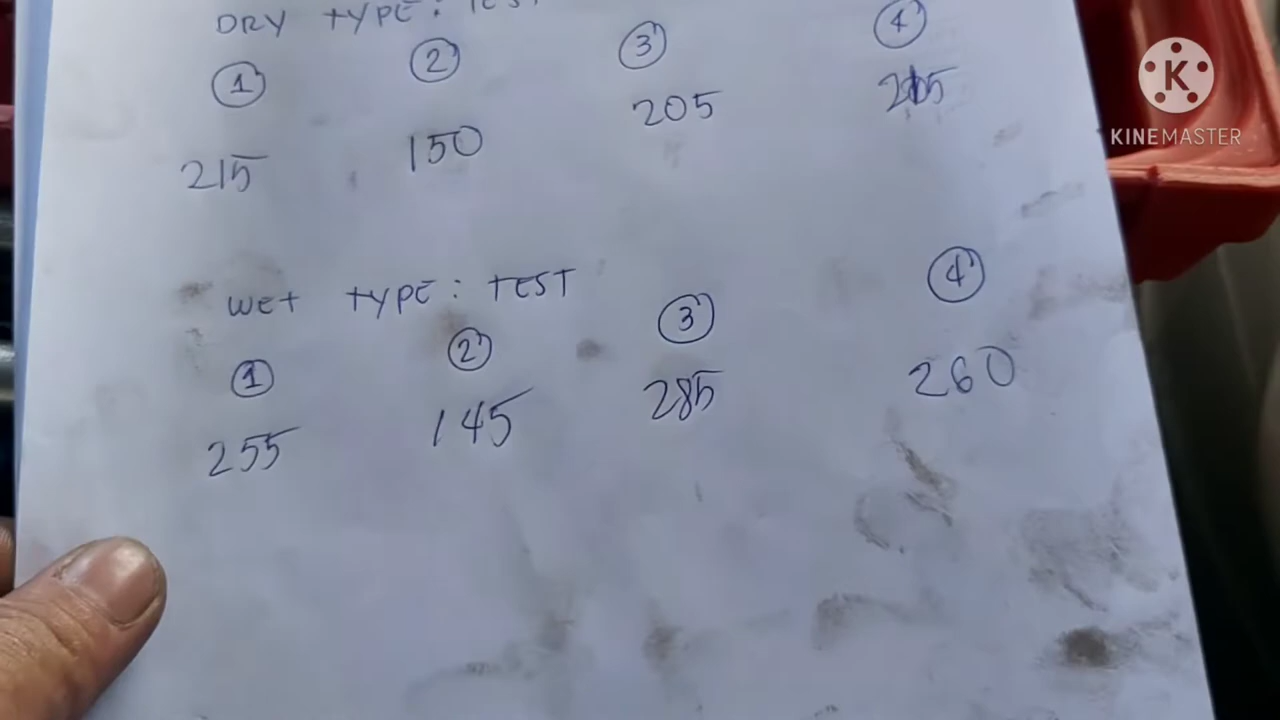 DRY TYPE: TEST
1 2 3 4
215 150 205
WET TYPE: TEST
1 2 3 4
255 145 285 260
K
KINEMASTER